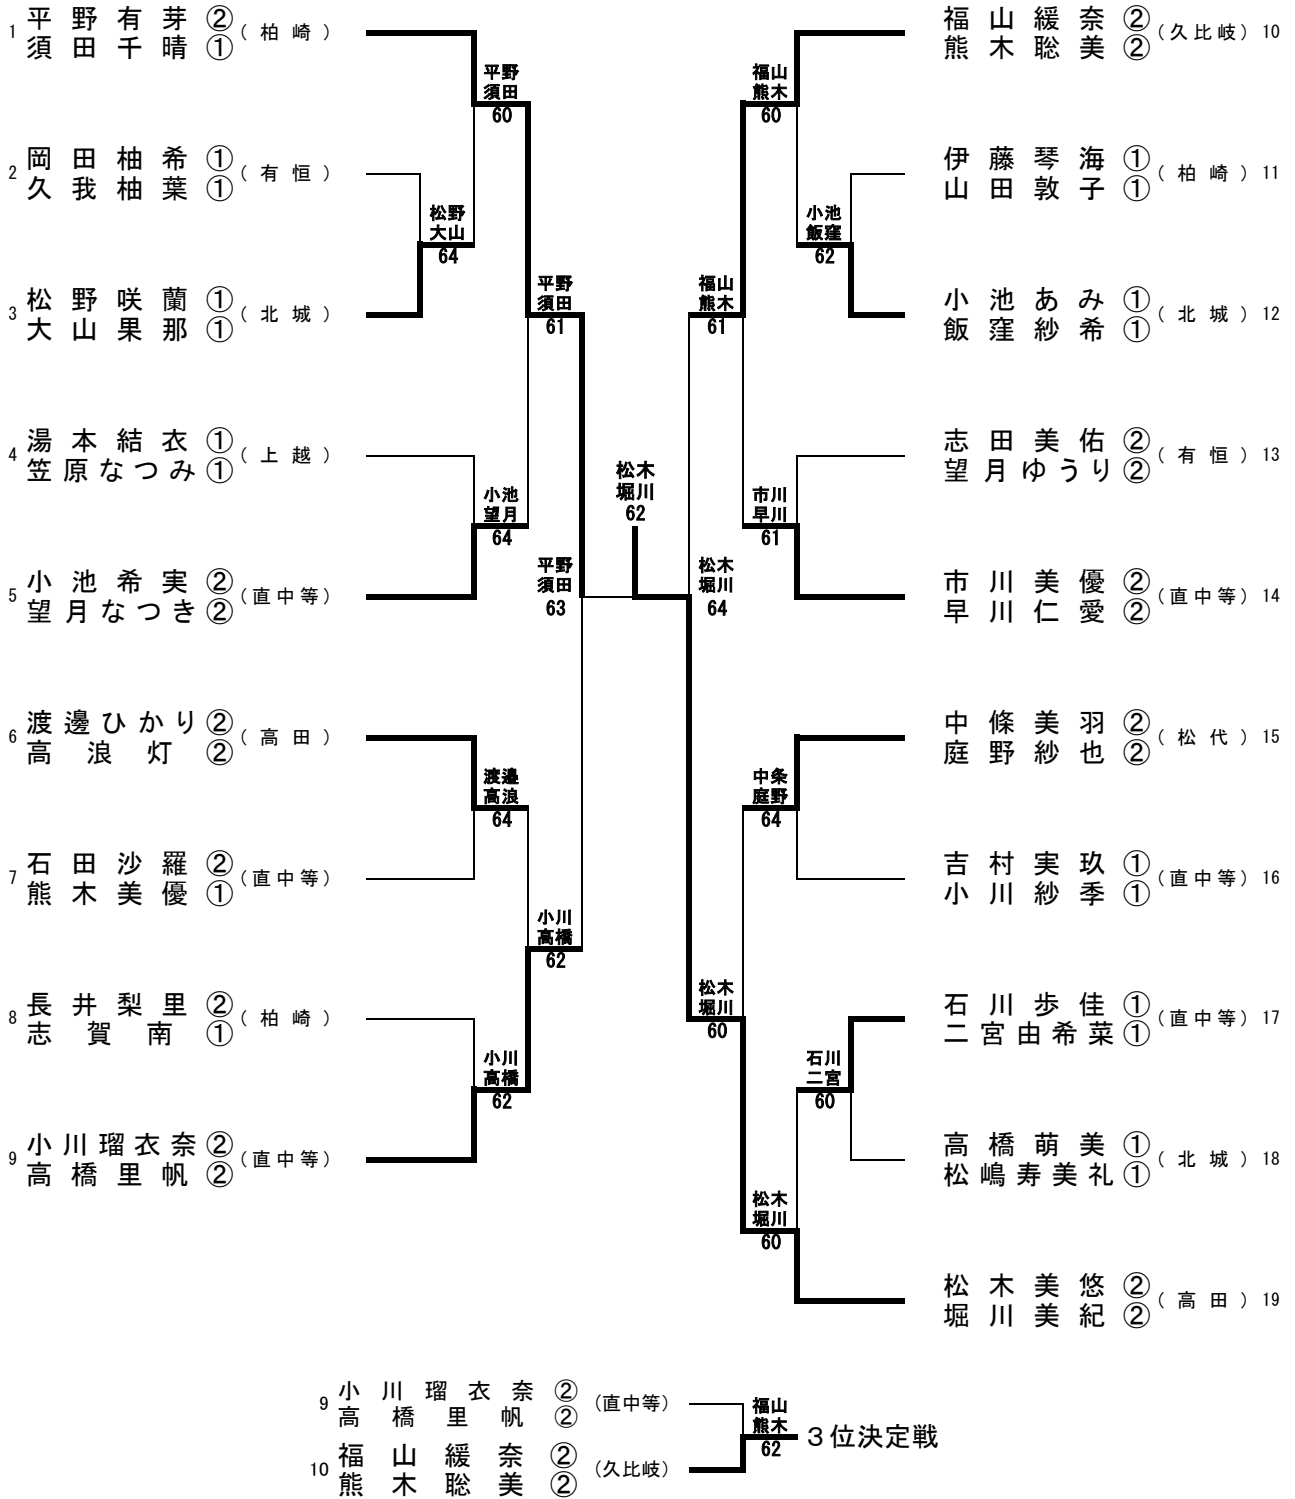 1 平野有芽② (柏崎)
須田千晴①
2 岡田柚希① (有恒)
久我柚葉①
3 松野咲蘭① (北城)
大山果那①
4 湯本結衣① (上越)
笠原なつみ①
5 小池希実② (直中等)
望月なつき②
6 渡邊ひかり② (高田)
高浪灯②
7 石田沙羅② (直中等)
熊木美優①
8 長井梨里② (柏崎)
志賀南①
9 小川瑠衣奈② (直中等)
高橋里帆②
平野
須田
60
松野
大山
64
平野
須田
61
小池
望月
64
平野
須田
63
渡邉
高浪
64
小川
高橋
62
小川
高橋
62
松木
堀川
62
福山
熊木
60
小池
飯窪
62
福山
熊木
61
市川
早川
61
松木
堀川
64
中条
庭野
64
松木
堀川
60
石川
二宮
60
松木
堀川
60
福山緩奈② (久比岐) 10
熊木聡美②
伊藤琴海① (柏崎) 11
山田敦子①
小池あみ① (北城) 12
飯窪紗希①
志田美佑② (有恒) 13
望月ゆうり②
市川美優② (直中等) 14
早川仁愛②
中條美羽② (松代) 15
庭野紗也②
吉村実玖① (直中等) 16
小川紗季①
石川歩佳① (直中等) 17
二宮由希菜①
高橋萌美① (北城) 18
松嶋寿美礼①
松木美悠② (高田) 19
堀川美紀②
9 小川瑠衣奈② (直中等)
高橋里帆②
10 福山緩奈② (久比岐)
熊木聡美②
福山
熊木
62
３位決定戦